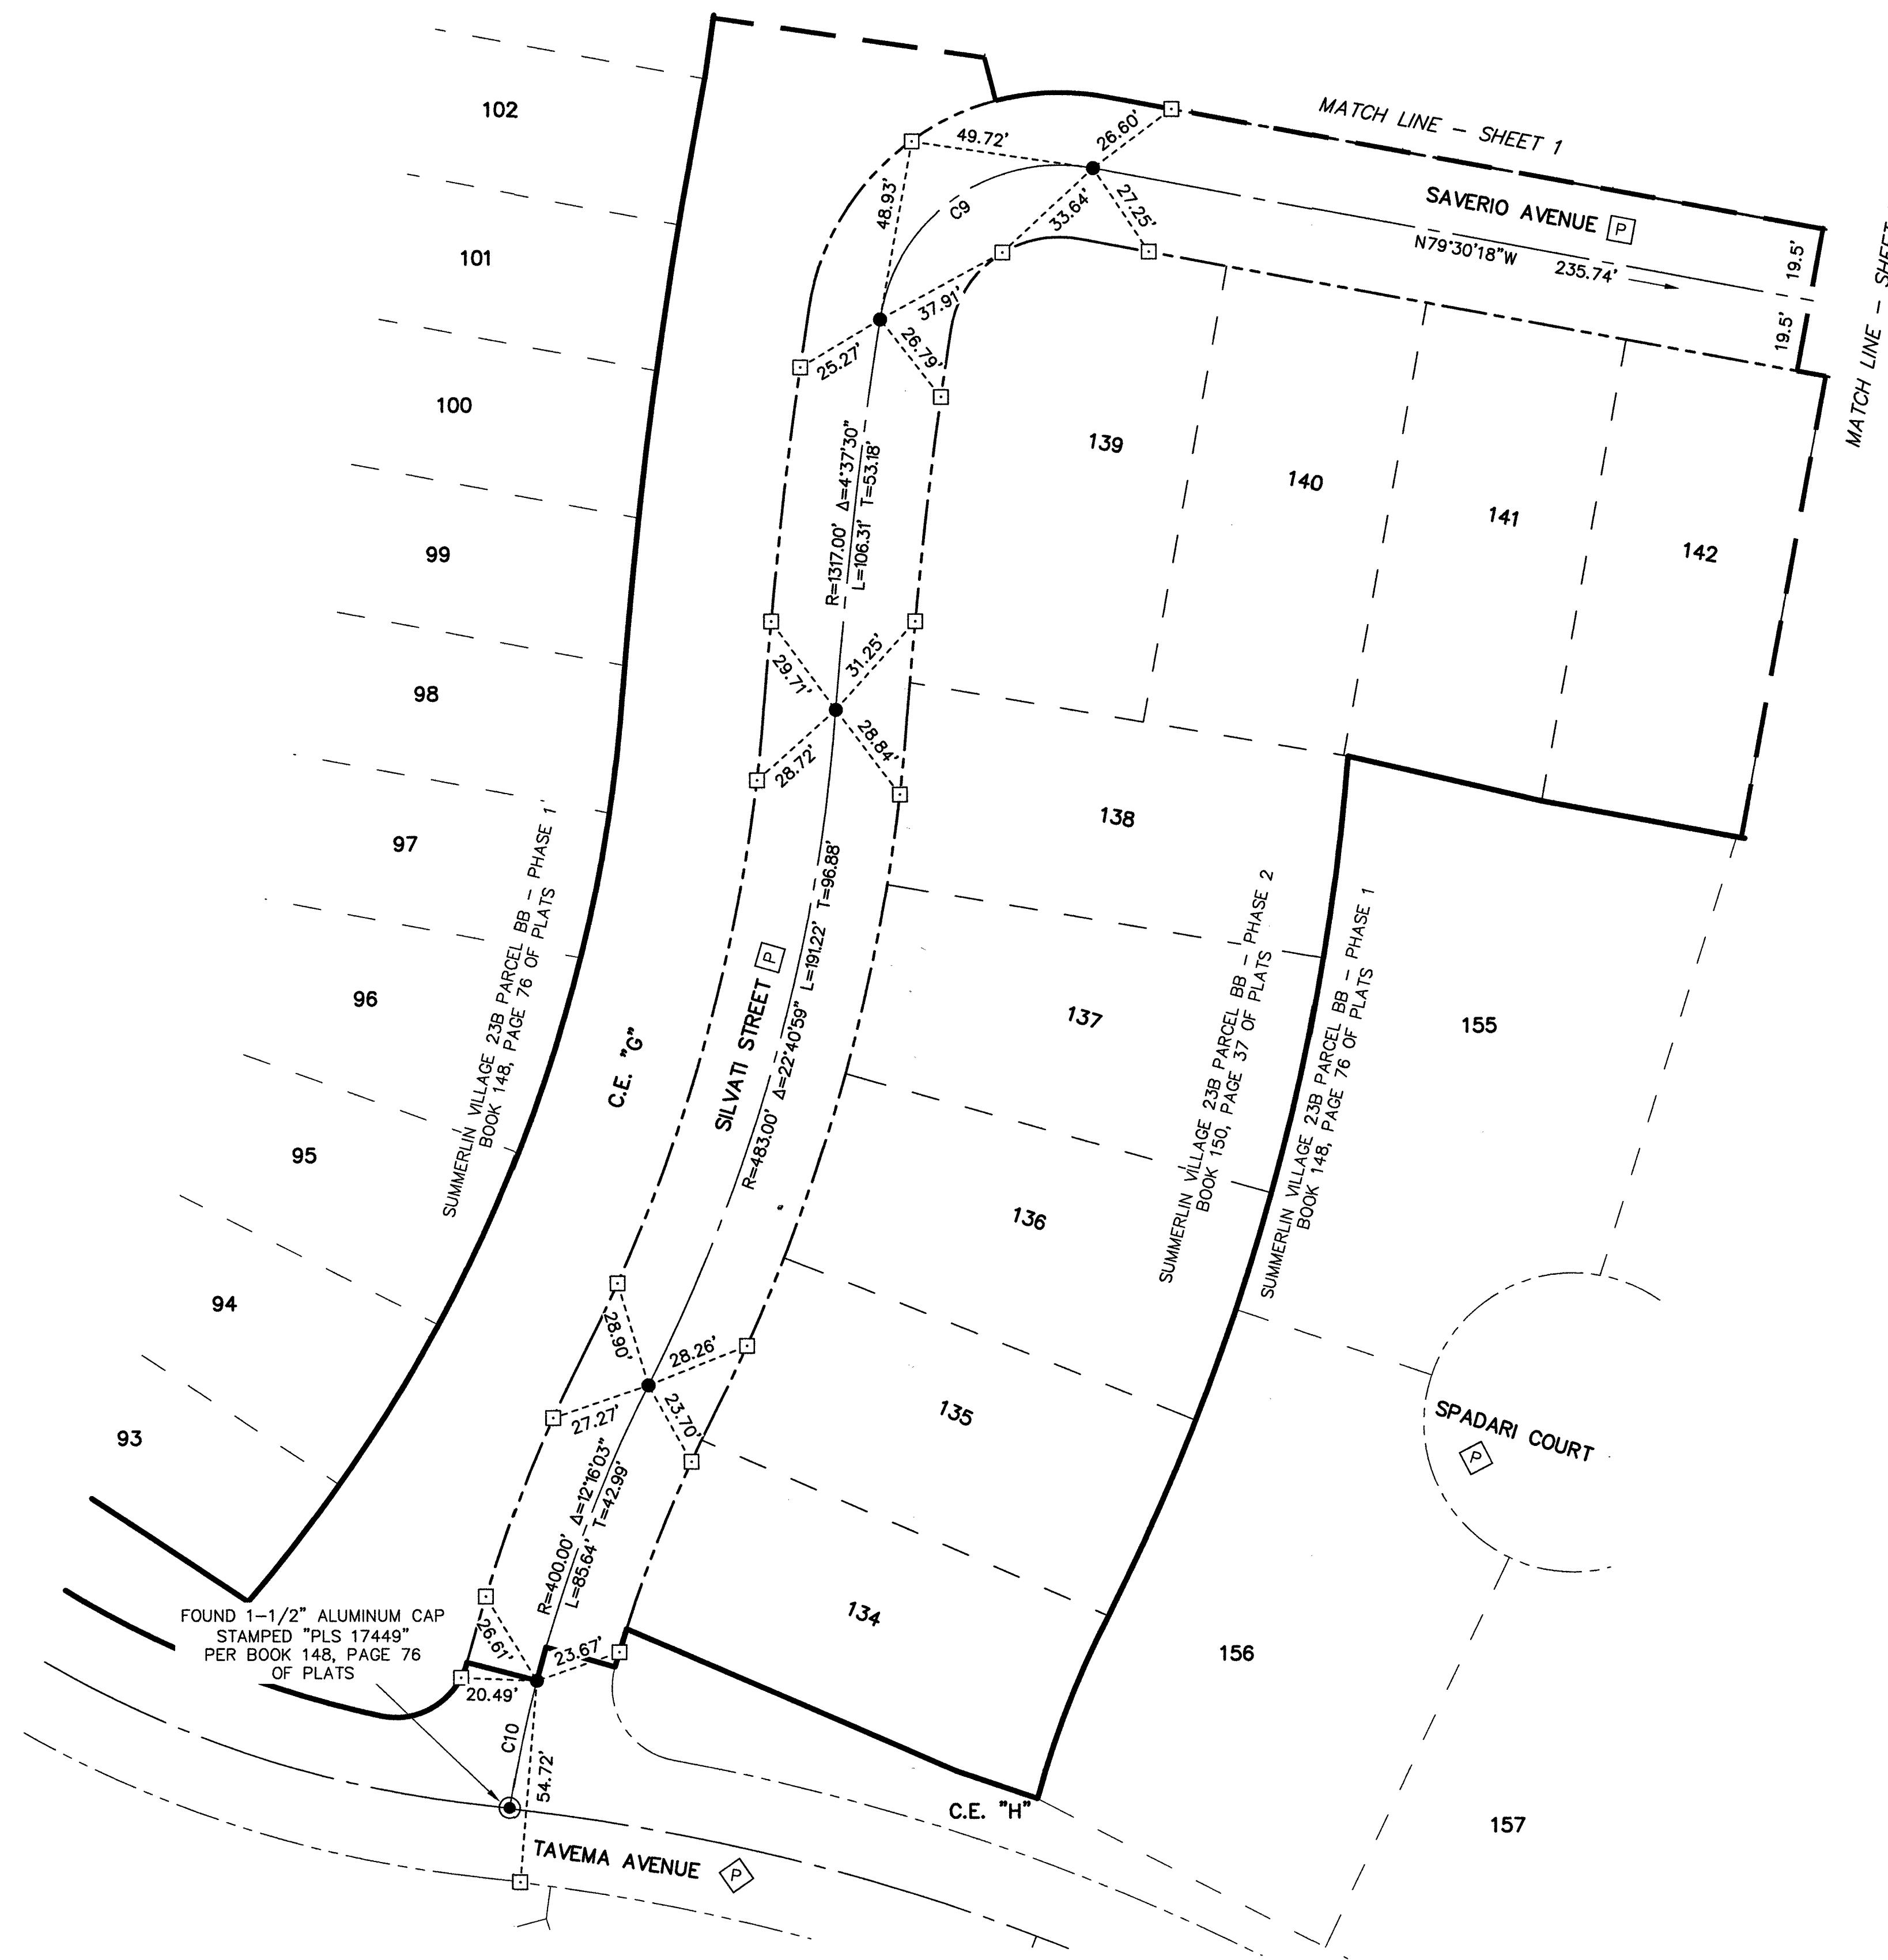 MATCH LINE - SHEET 1
102
26.60'
49.72'
SAVERIO AVENUE P
48.93'
C9
33.64'
27.25'
N79°30'18"W 235.74'
19.5'
19.5'
MATCH LINE - SHEET
101
37.91'
26.79'
25.27'
100
R=1317.00' Δ=4°37'30"
L=106.31' T=53.18'
139
140
141
142
99
98
29.71'
31.25'
28.72'
28.84'
97
138
SUMMERLIN VILLAGE 23B PARCEL BB - PHASE 1
BOOK 148, PAGE 76 OF PLATS
96
C.E. "G"
SILVATI STREET P
R=483.00' Δ=22°40'59" L=191.22' T=96.88'
137
SUMMERLIN VILLAGE 23B PARCEL BB - PHASE 2
BOOK 150, PAGE 37 OF PLATS
SUMMERLIN VILLAGE 23B PARCEL BB - PHASE 1
BOOK 148, PAGE 76 OF PLATS
155
95
136
94
28.90'
28.26'
27.27'
23.70'
135
SPADARI COURT
P
93
R=400.00' Δ=12°16'03"
L=85.64' T=42.99'
134
FOUND 1-1/2" ALUMINUM CAP
STAMPED "PLS 17449"
PER BOOK 148, PAGE 76
OF PLATS
26.61'
23.67'
20.49'
156
C10
54.72'
C.E. "H"
157
TAVEMA AVENUE P